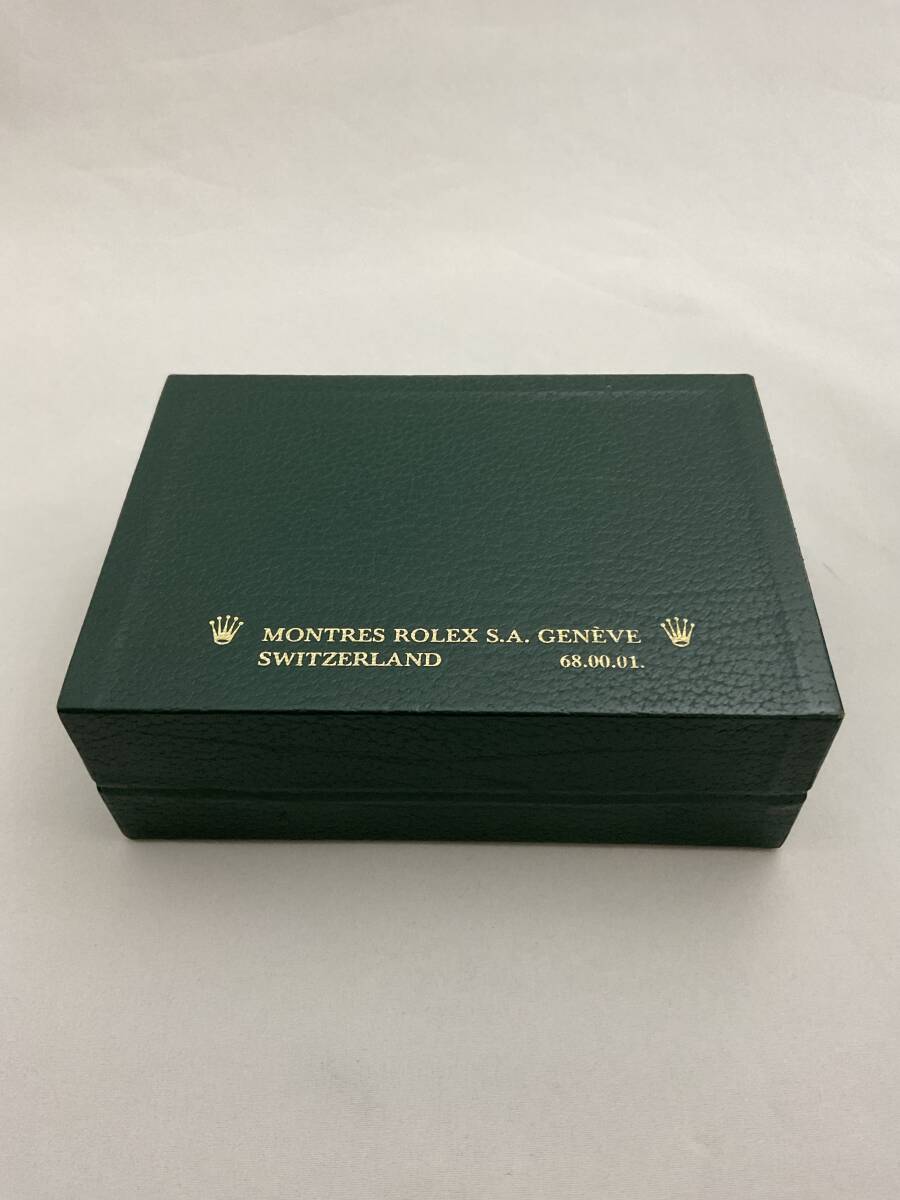 MONTRES ROLEX S.A. GENÈVE
SWITZERLAND 68.00.01.